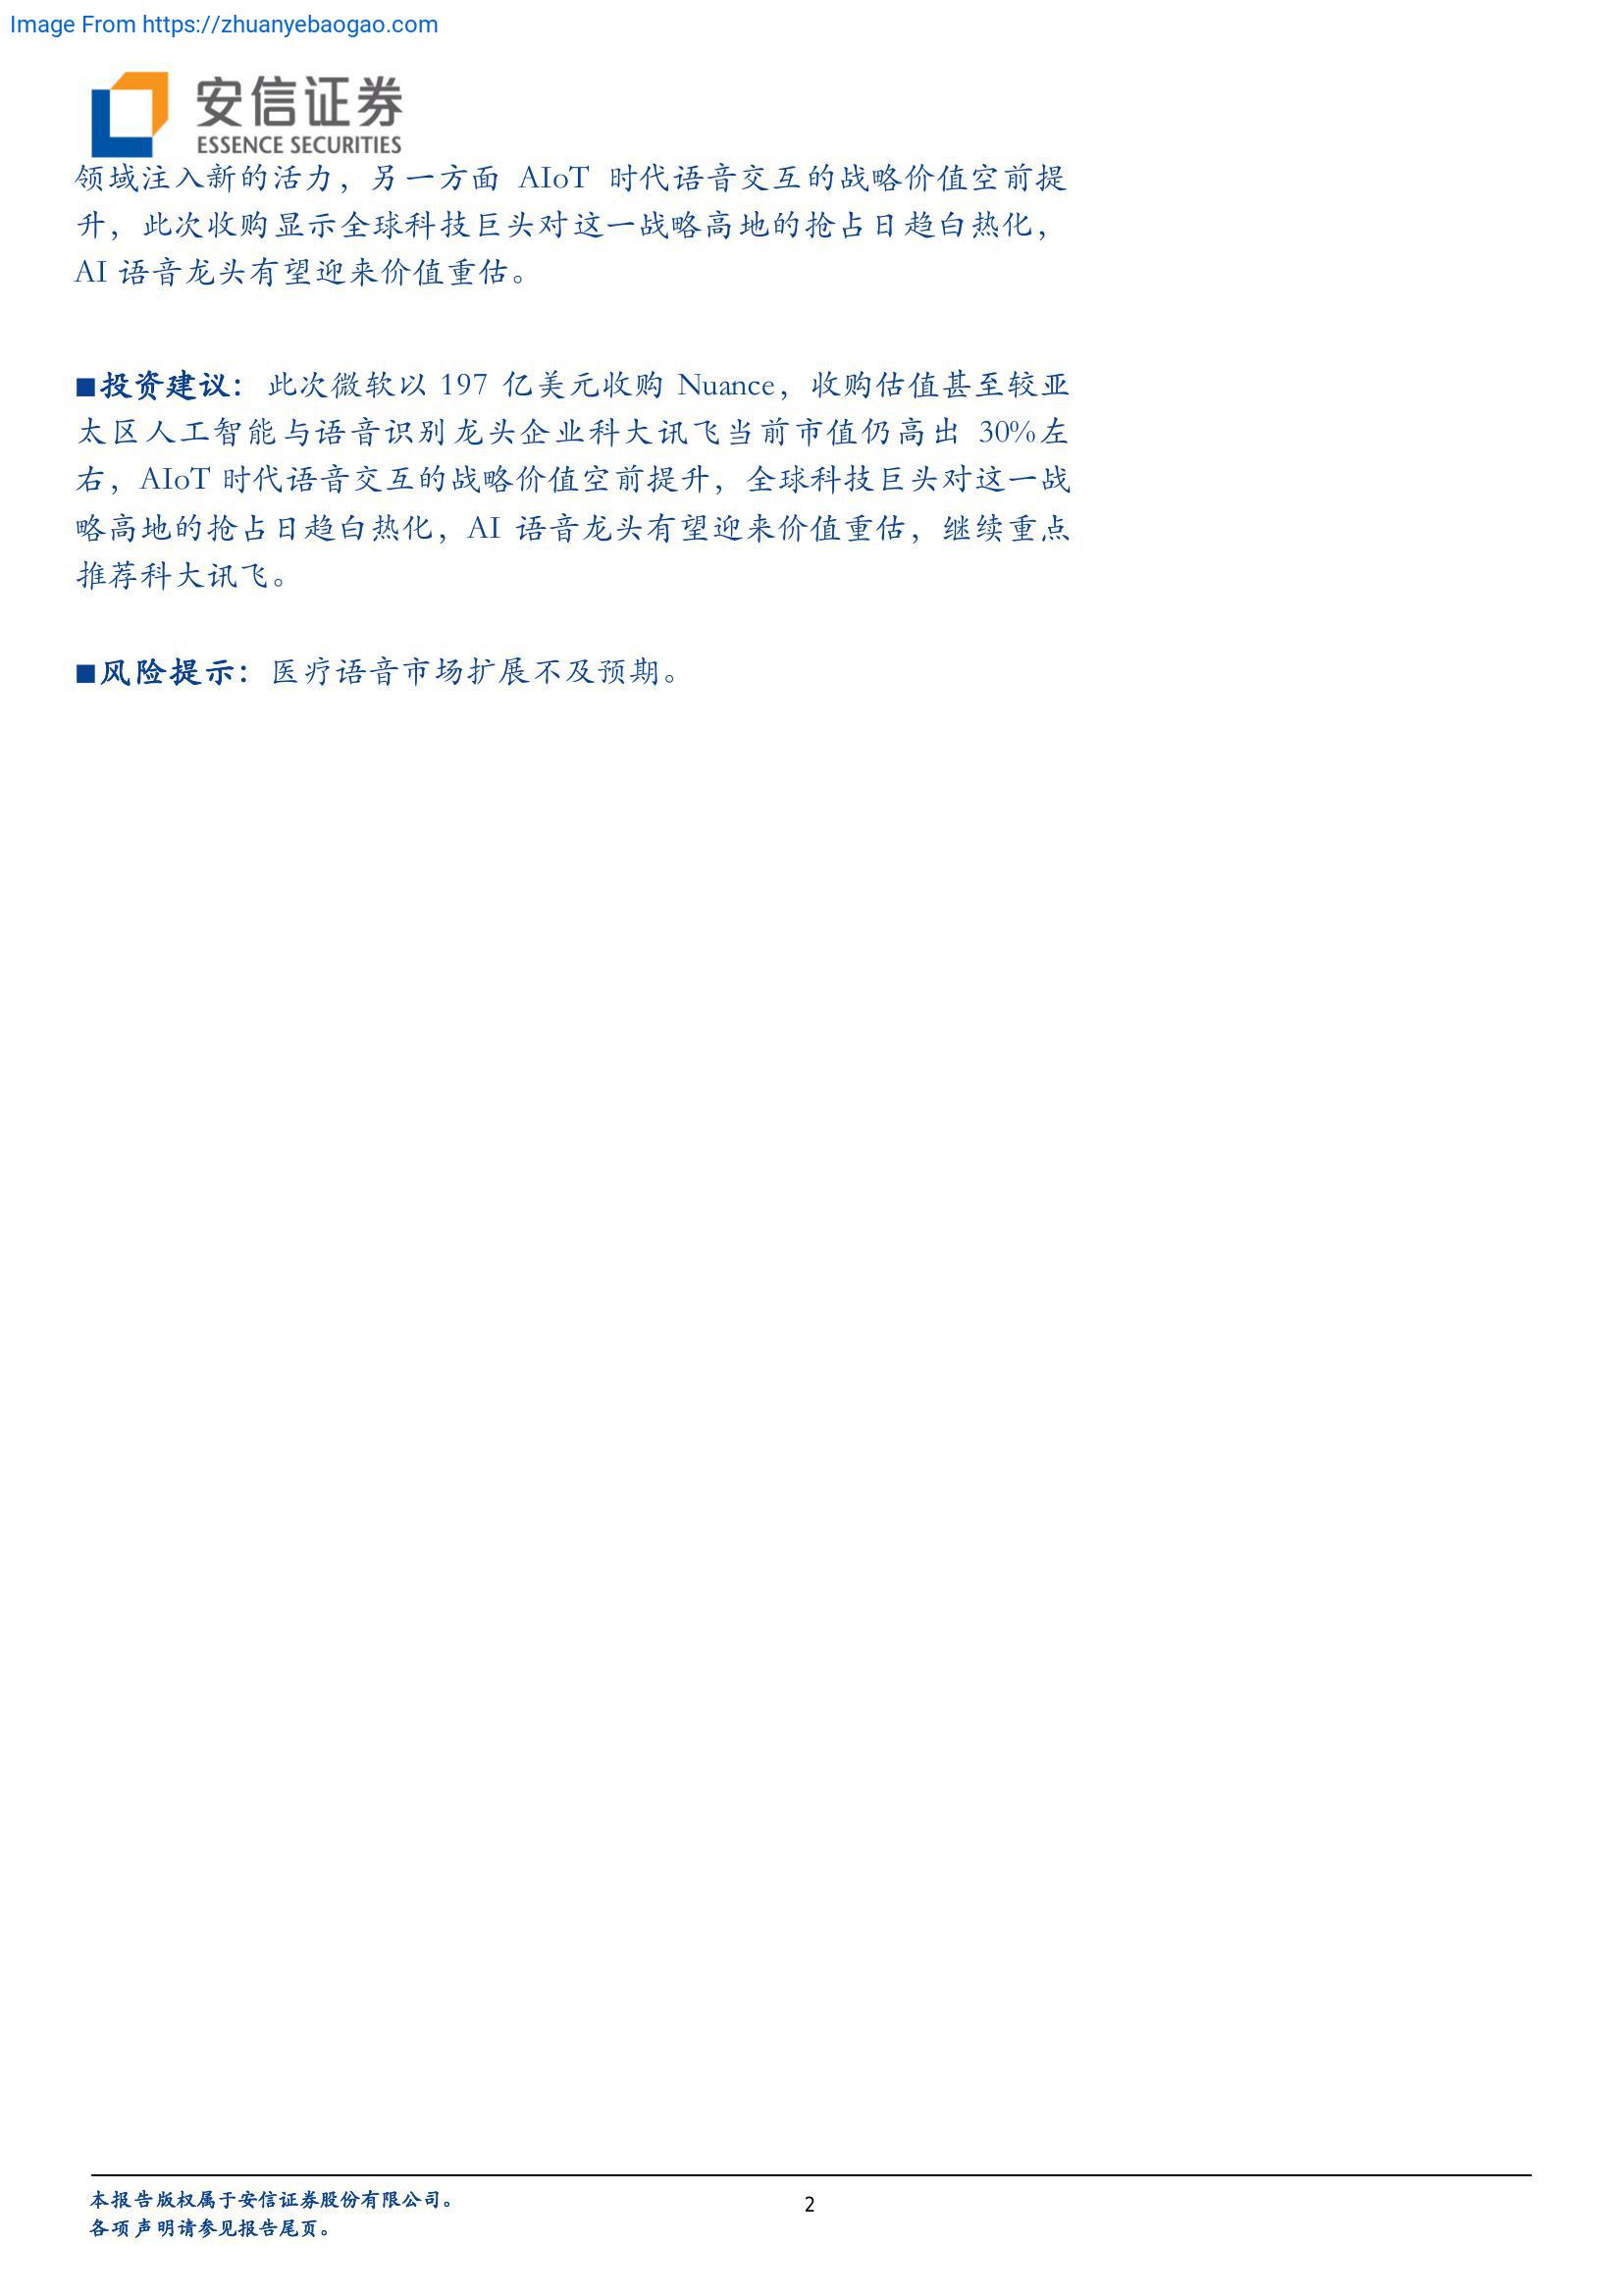 Image From https://zhuanyebaogao.com
安信证券
ESSENCE SECURITIES
领域注入新的活力，另一方面 AIoT 时代语音交互的战略价值空前提
升，此次收购显示全球科技巨头对这一战略高地的抢占日趋白热化，
AI 语音龙头有望迎来价值重估。
■投资建议：此次微软以 197 亿美元收购 Nuance，收购估值甚至较亚
太区人工智能与语音识别龙头企业科大讯飞当前市值仍高出 30%左
右，AIoT 时代语音交互的战略价值空前提升，全球科技巨头对这一战
略高地的抢占日趋白热化，AI 语音龙头有望迎来价值重估，继续重点
推荐科大讯飞。
■风险提示：医疗语音市场扩展不及预期。
本报告版权属于安信证券股份有限公司。
2
各项声明请参见报告尾页。